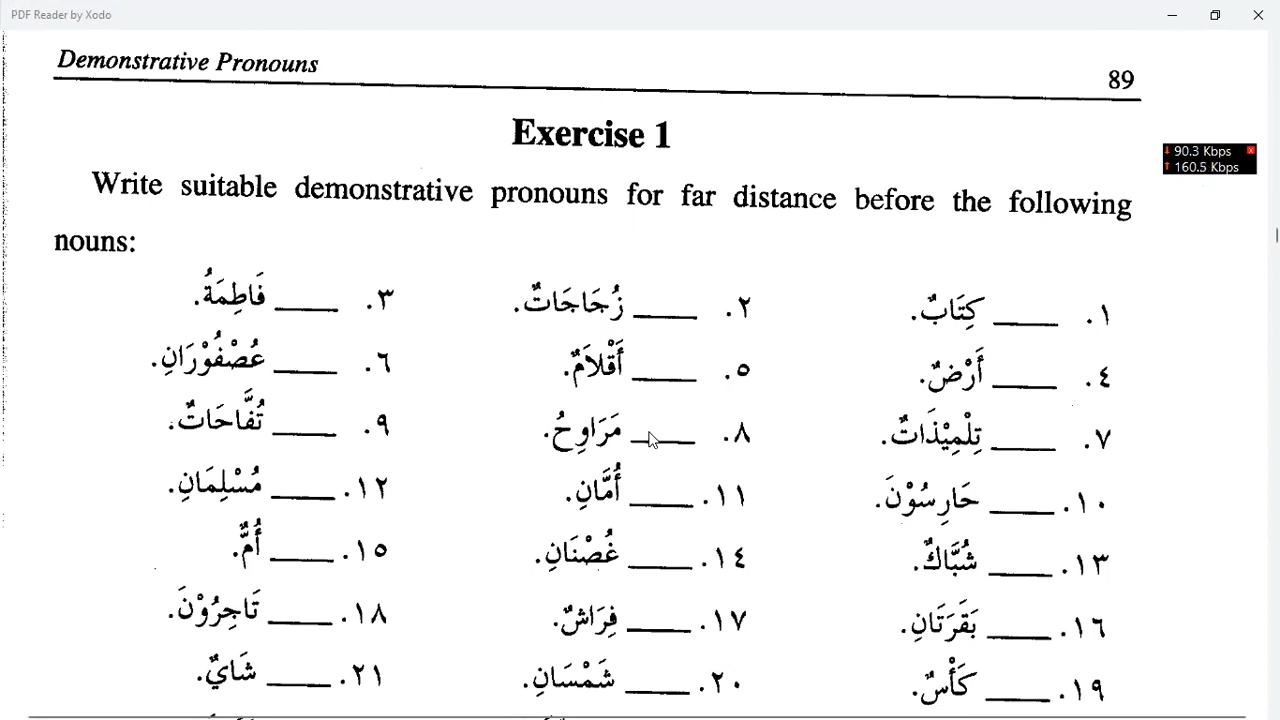 PDF Reader by Xodo
Demonstrative Pronouns 89
90.3 Kbps
160.5 Kbps
Exercise 1
Write suitable demonstrative pronouns for far distance before the following
nouns:
١. ____ كِتَابٌ. ٢. ____ زُجَاجَاتٌ. ٣. ____ فَاطِمَةُ.
٤. ____ أَرْضٌ. ٥. ____ أَقْلاَمٌ. ٦. ____ عُصْفُوْرَانِ.
٧. ____ تِلْمِيْذَاتٌ. ٨. ____ مَرَاوِحُ. ٩. ____ تُفَّاحَاتٌ.
١٠. ____ حَارِسُوْنَ. ١١. ____ أُمَّانِ. ١٢. ____ مُسْلِمَانِ.
١٣. ____ شُبَّاكٌ. ١٤. ____ غُصْنَانِ. ١٥. ____ أُمٌّ.
١٦. ____ بَقَرَتَانِ. ١٧. ____ فِرَاشٌ. ١٨. ____ تَاجِرُوْنَ.
١٩. ____ كَأْسٌ. ٢٠. ____ شَمْسَانِ. ٢١. ____ شَايٌ.